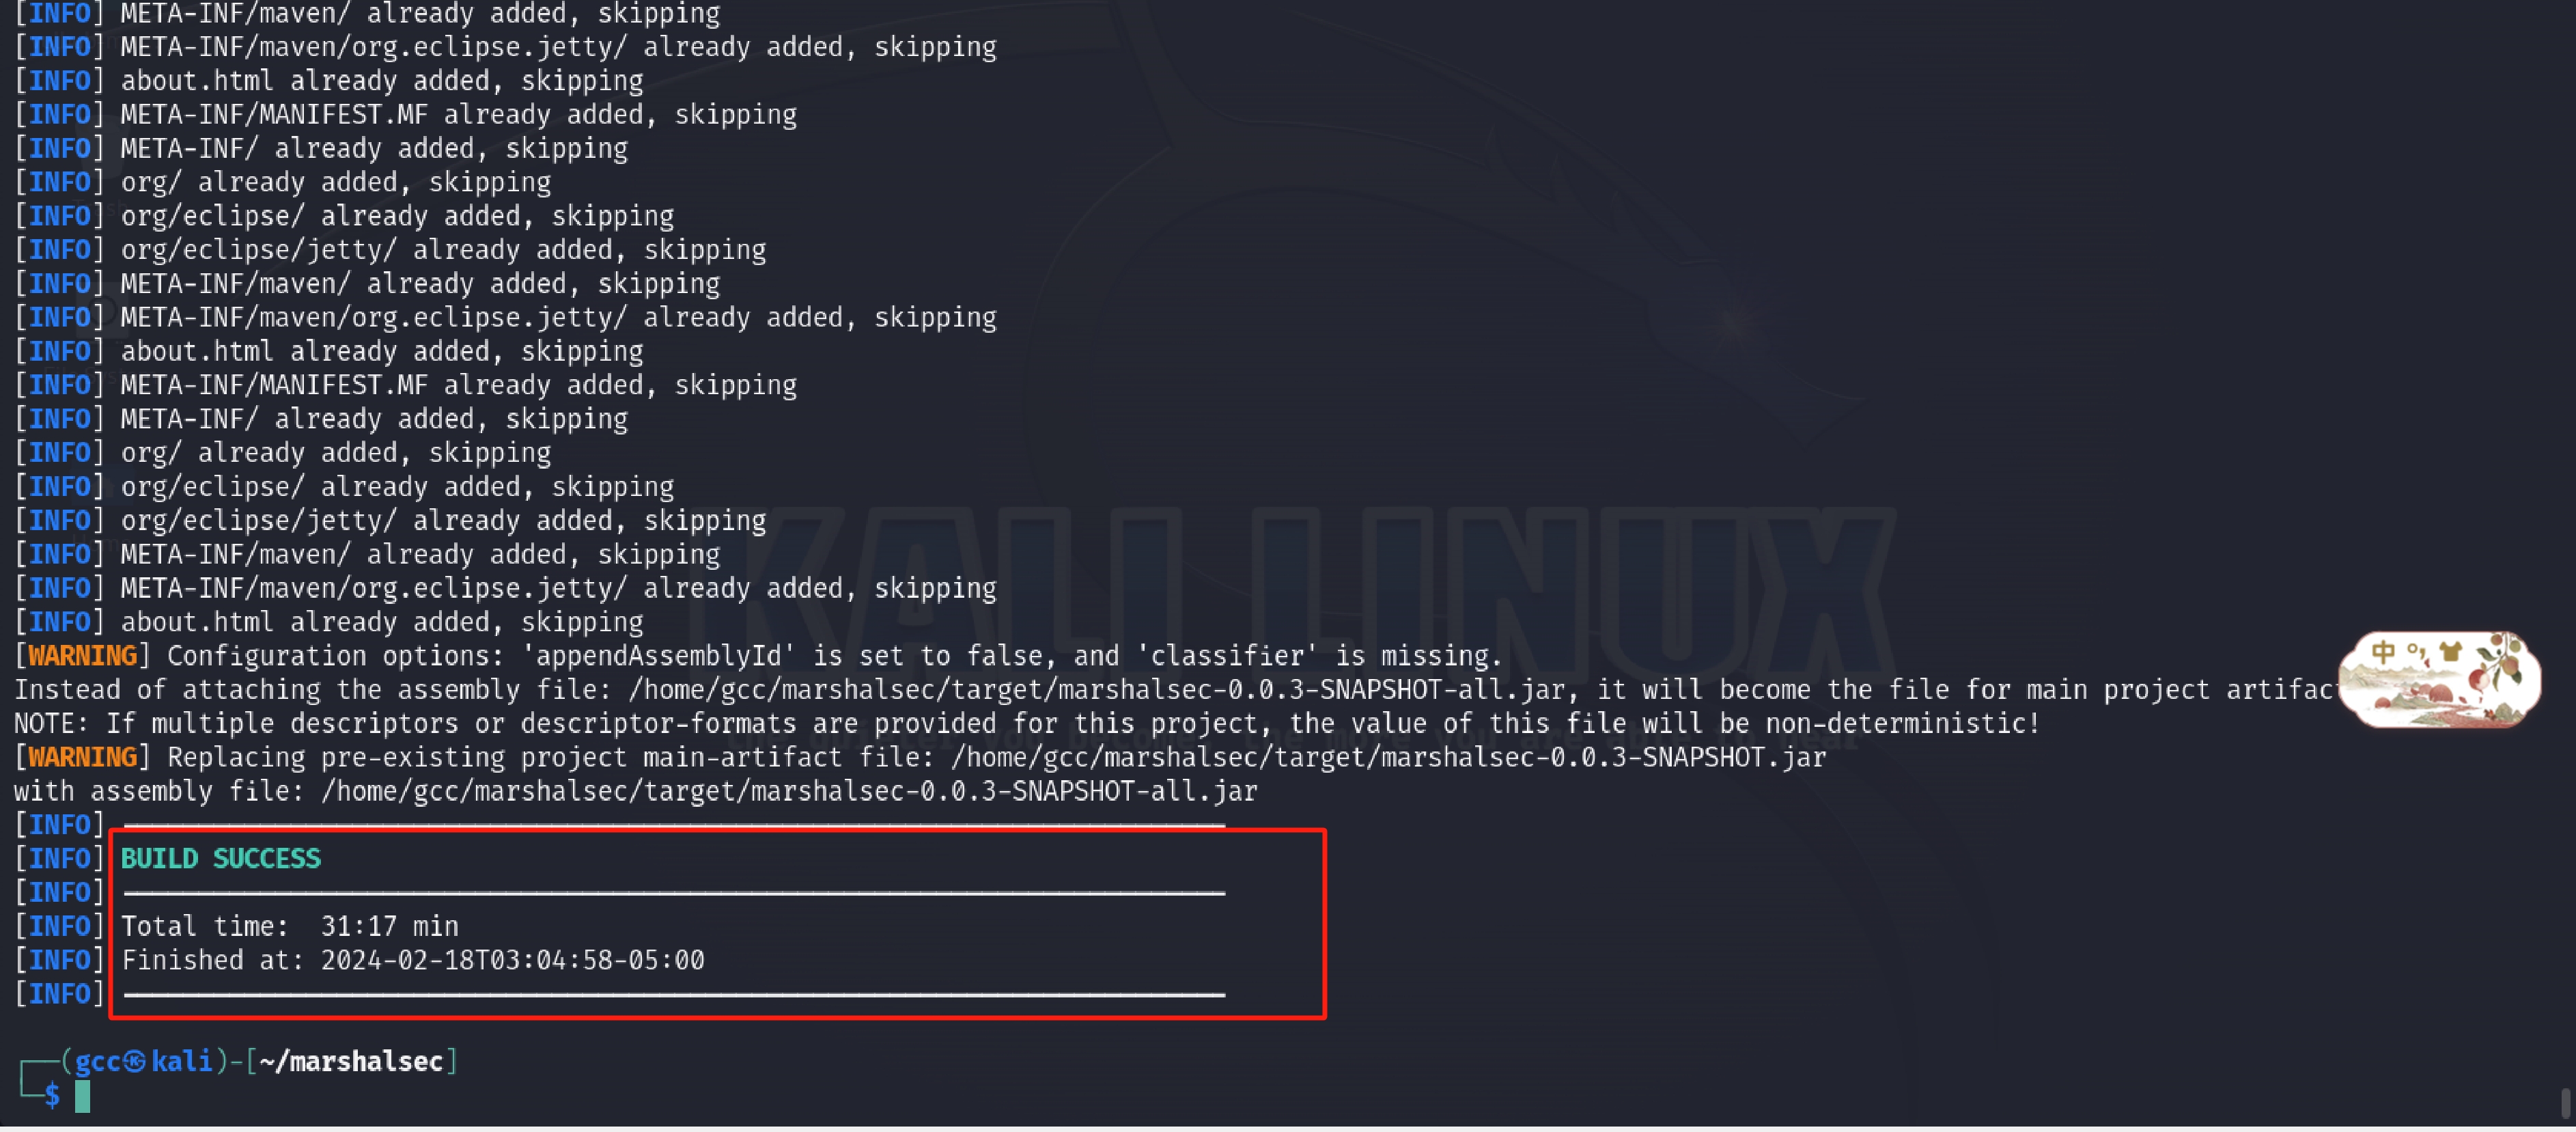 [INFO] META-INF/maven/ already added, skipping
[INFO] META-INF/maven/org.eclipse.jetty/ already added, skipping
[INFO] about.html already added, skipping
[INFO] META-INF/MANIFEST.MF already added, skipping
[INFO] META-INF/ already added, skipping
[INFO] org/ already added, skipping
[INFO] org/eclipse/ already added, skipping
[INFO] org/eclipse/jetty/ already added, skipping
[INFO] META-INF/maven/ already added, skipping
[INFO] META-INF/maven/org.eclipse.jetty/ already added, skipping
[INFO] about.html already added, skipping
[INFO] META-INF/MANIFEST.MF already added, skipping
[INFO] META-INF/ already added, skipping
[INFO] org/ already added, skipping
[INFO] org/eclipse/ already added, skipping
[INFO] org/eclipse/jetty/ already added, skipping
[INFO] META-INF/maven/ already added, skipping
[INFO] META-INF/maven/org.eclipse.jetty/ already added, skipping
[INFO] about.html already added, skipping
KALI LINUX
[WARNING] Configuration options: 'appendAssemblyId' is set to false, and 'classifier' is missing.
中
Instead of attaching the assembly file: /home/gcc/marshalsec/target/marshalsec-0.0.3-SNAPSHOT-all.jar, it will become the file for main project artifac
NOTE: If multiple descriptors or descriptor-formats are provided for this project, the value of this file will be non-deterministic!
[WARNING] Replacing pre-existing project main-artifact file: /home/gcc/marshalsec/target/marshalsec-0.0.3-SNAPSHOT.jar
with assembly file: /home/gcc/marshalsec/target/marshalsec-0.0.3-SNAPSHOT-all.jar
[INFO]
[INFO] BUILD SUCCESS
[INFO]
[INFO] Total time:  31:17 min
[INFO] Finished at: 2024-02-18T03:04:58-05:00
[INFO]
(gcc㉿kali)-[~/marshalsec]
$